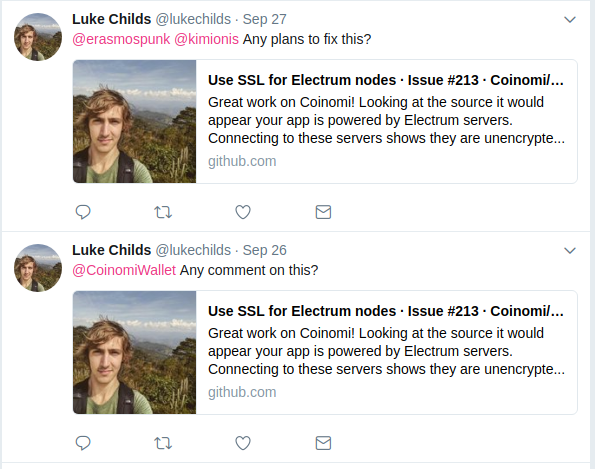 Luke Childs @lukechilds · Sep 27
@erasmospunk @kimionis Any plans to fix this?
Use SSL for Electrum nodes · Issue #213 · Coinomi/...
Great work on Coinomi! Looking at the source it would
appear your app is powered by Electrum servers.
Connecting to these servers shows they are unencrypte...
github.com
Luke Childs @lukechilds · Sep 26
@CoinomiWallet Any comment on this?
Use SSL for Electrum nodes · Issue #213 · Coinomi/...
Great work on Coinomi! Looking at the source it would
appear your app is powered by Electrum servers.
Connecting to these servers shows they are unencrypte...
github.com